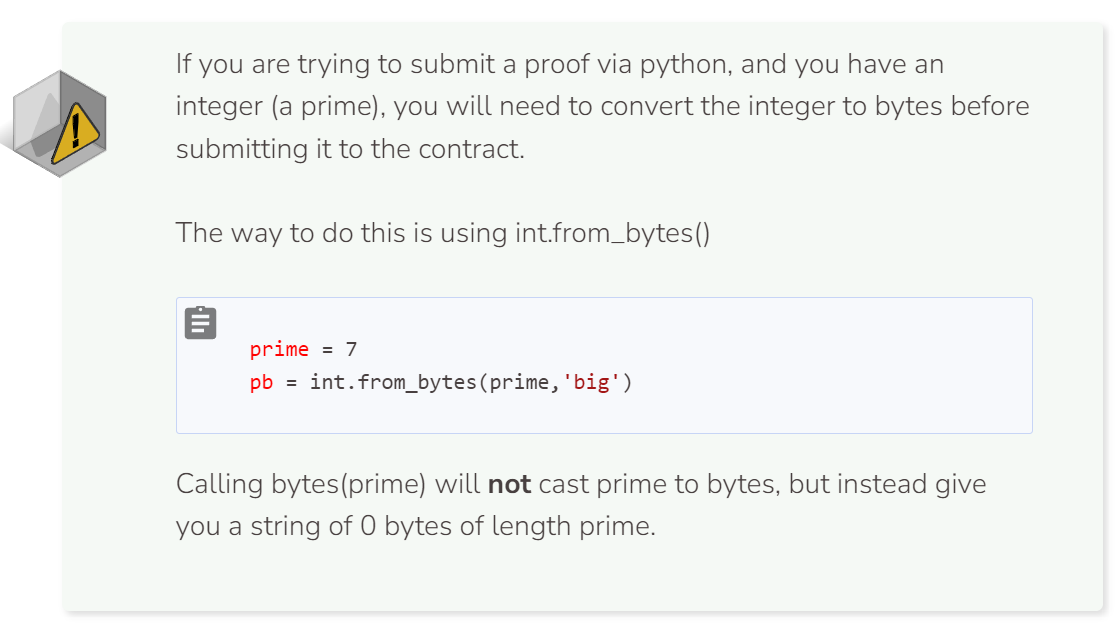 If you are trying to submit a proof via python, and you have an
integer (a prime), you will need to convert the integer to bytes before
submitting it to the contract.
The way to do this is using int.from_bytes()
prime = 7
pb = int.from_bytes(prime,'big')
Calling bytes(prime) will not cast prime to bytes, but instead give
you a string of 0 bytes of length prime.